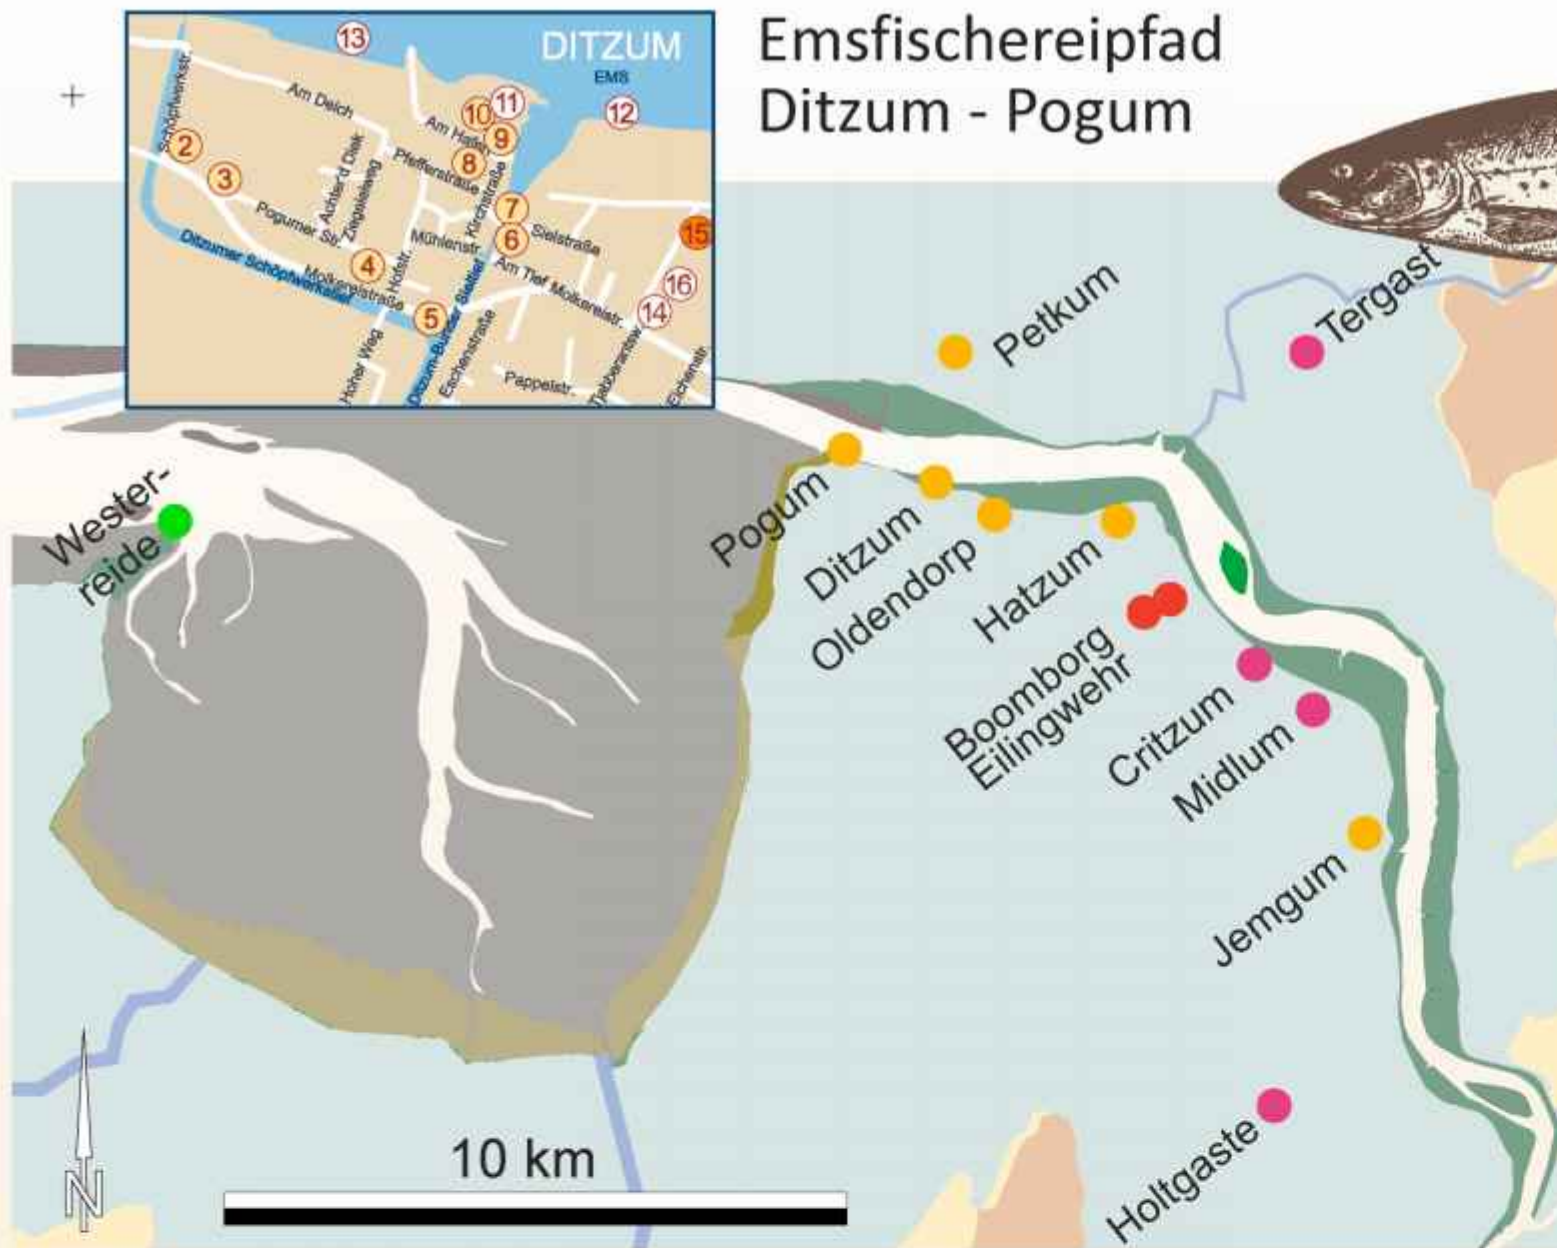 Emsfischereipfad
Ditzum - Pogum
DITZUM
EMS
13
12
11
10
9
8
7
6
5
4
3
2
15
16
14
Schöpfwerkstr.
Am Deich
Am Hafen
Achter'd Diek
Ziegeleiweg
Pfefferstraße
Kirchstraße
Pogumer Str.
Mühlenstr.
Sielstraße
Hofstr.
Am Tief
Molkereistr.
Molkereistraße
Ditzumer Schöpfwerkstief
Ditzum-Bunder Sieltief
Hoher Weg
Eschenstraße
Pappelstr.
Tjabberantsw.
Eichenstr.
Petkum
Tergast
Wester-
reide
Pogum
Ditzum
Oldendorp
Hatzum
Boomborg
Eilingwehr
Critzum
Midlum
Jemgum
Holtgaste
10 km
N